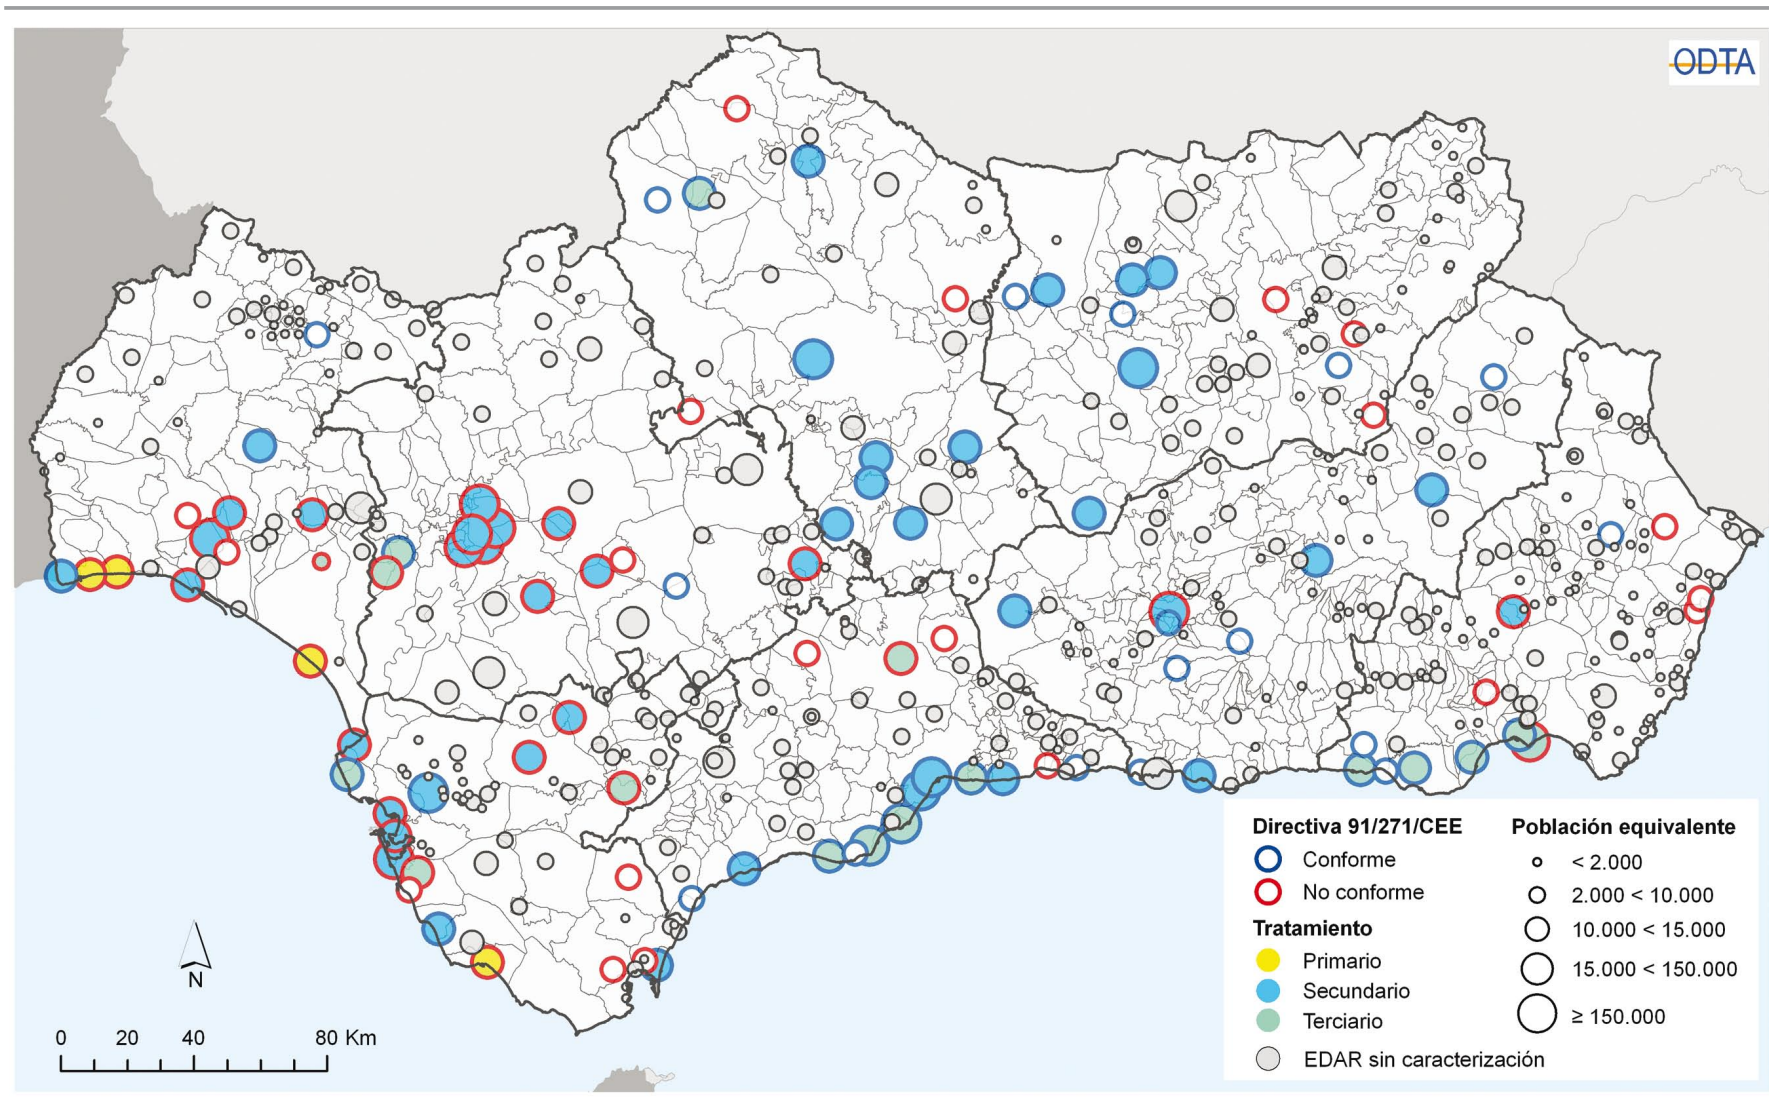 ODTA
Directiva 91/271/CEE
Conforme
No conforme
Tratamiento
Primario
Secundario
Terciario
EDAR sin caracterización
Población equivalente
< 2.000
2.000 < 10.000
10.000 < 15.000
15.000 < 150.000
≥ 150.000
N
0 20 40 80 Km